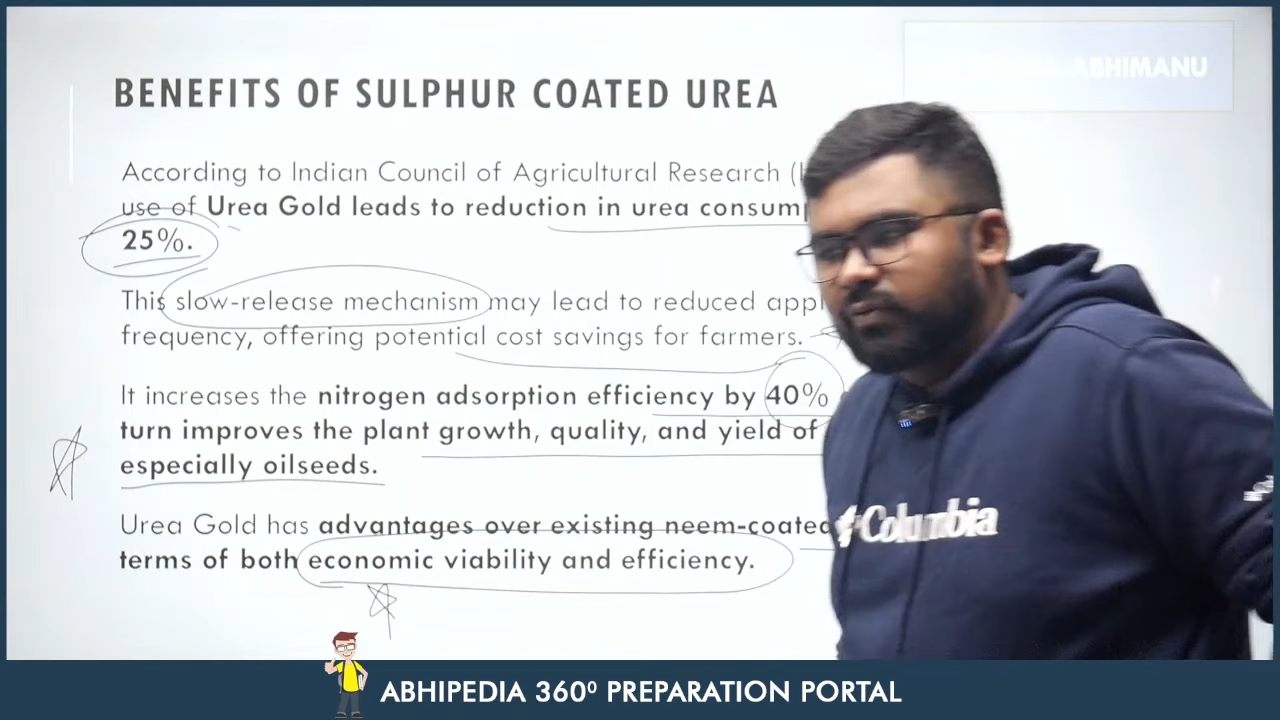 ABHIMANU
BENEFITS OF SULPHUR COATED UREA
According to Indian Council of Agricultural Research
use of Urea Gold leads to reduction in urea
25%.
This slow-release mechanism may lead to reduced
frequency, offering potential cost savings for farmers.
It increases the nitrogen adsorption efficiency by 40%
turn improves the plant growth, quality, and yield of
especially oilseeds.
Urea Gold has advantages over existing
terms of both economic viability and efficiency.
Columbia
ABHIPEDIA 360⁰ PREPARATION PORTAL